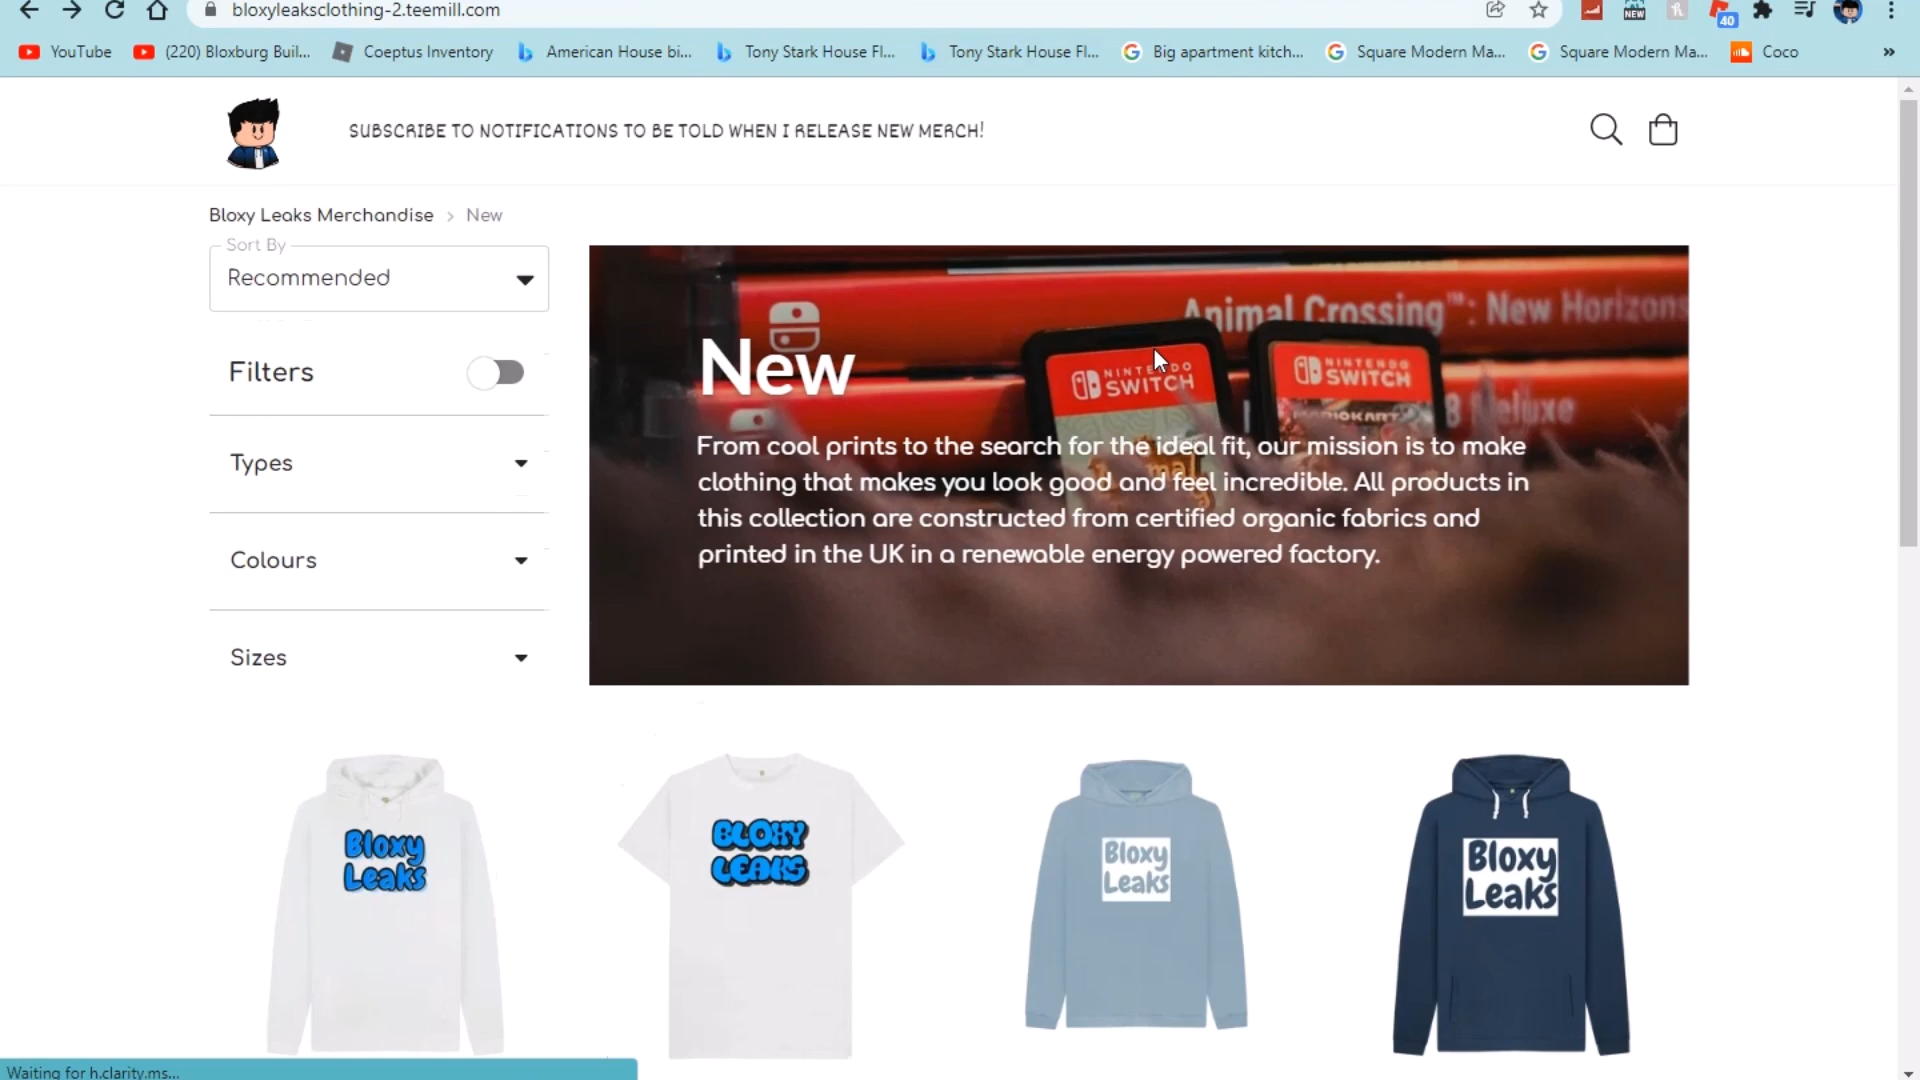 bloxyleaksclothing-2.teemill.com
NEW
40
YouTube
(220) Bloxburg Buil...
Coeptus Inventory
American House bi...
Tony Stark House Fl...
Tony Stark House Fl...
Big apartment kitch...
Square Modern Ma...
Square Modern Ma...
Coco
SUBSCRIBE TO NOTIFICATIONS TO BE TOLD WHEN I RELEASE NEW MERCH!
Bloxy Leaks Merchandise > New
Sort By
Recommended
Filters
Types
Colours
Sizes
Animal Crossing™: New Horizons
NINTENDO
SWITCH
NINTENDO
SWITCH
MARIOKART
8 Deluxe
New
From cool prints to the search for the ideal fit, our mission is to make
clothing that makes you look good and feel incredible. All products in
this collection are constructed from certified organic fabrics and
printed in the UK in a renewable energy powered factory.
Bloxy
Leaks
BLOXY
LEAKS
Bloxy
Leaks
Bloxy
Leaks
Waiting for h.clarity.ms...